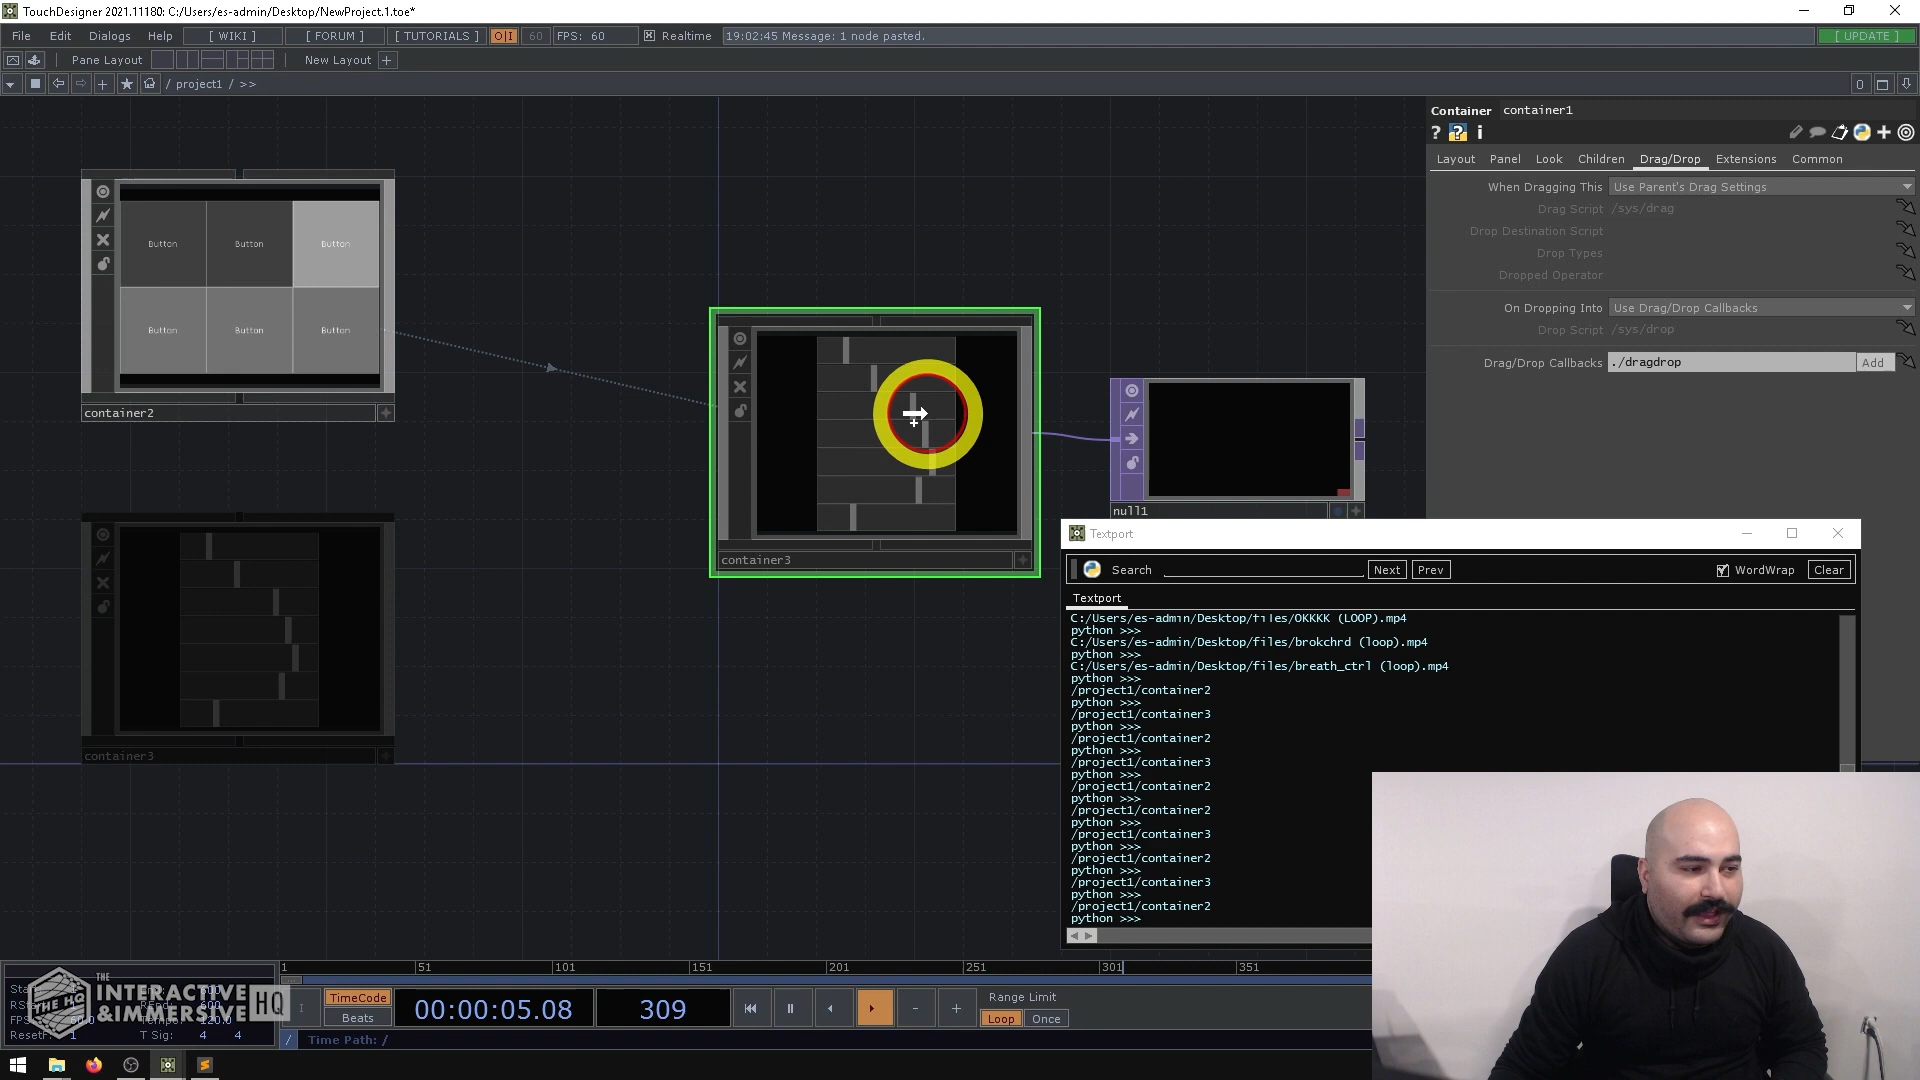 TouchDesigner 2021.11180: C:/Users/es-admin/Desktop/NewProject.1.toe*
File Edit Dialogs Help [ WIKI ] [ FORUM ] [ TUTORIALS ] O|I 60 FPS: 60 Realtime 19:02:45 Message: 1 node pasted. [ UPDATE ]
Pane Layout New Layout +
/ project1 / >> 0
Container container1
? ? i
Layout Panel Look Children Drag/Drop Extensions Common
When Dragging This Use Parent's Drag Settings
Drag Script /sys/drag
Drop Destination Script
Drop Types
Dropped Operator
On Dropping Into Use Drag/Drop Callbacks
Drop Script /sys/drop
Drag/Drop Callbacks ./dragdrop Add
Button Button Button
Button Button Button
container2
container3
container3
null1
Textport
Search Next Prev WordWrap Clear
Textport
C:/Users/es-admin/Desktop/files/OKKKK (LOOP).mp4
python >>>
C:/Users/es-admin/Desktop/files/brokchrd (loop).mp4
python >>>
C:/Users/es-admin/Desktop/files/breath_ctrl (loop).mp4
python >>>
/project1/container2
python >>>
/project1/container3
python >>>
/project1/container2
python >>>
/project1/container3
python >>>
/project1/container2
python >>>
/project1/container2
python >>>
/project1/container3
python >>>
/project1/container2
python >>>
/project1/container3
python >>>
/project1/container2
python >>>
1 51 101 151 201 251 301 351
THE HQ
THE
INTERACTIVE
&IMMERSIVE HQ
ResetF: 1 T Sig: 4 4
TimeCode
Beats
00:00:05.08 309
Range Limit
Loop Once
/ Time Path: /